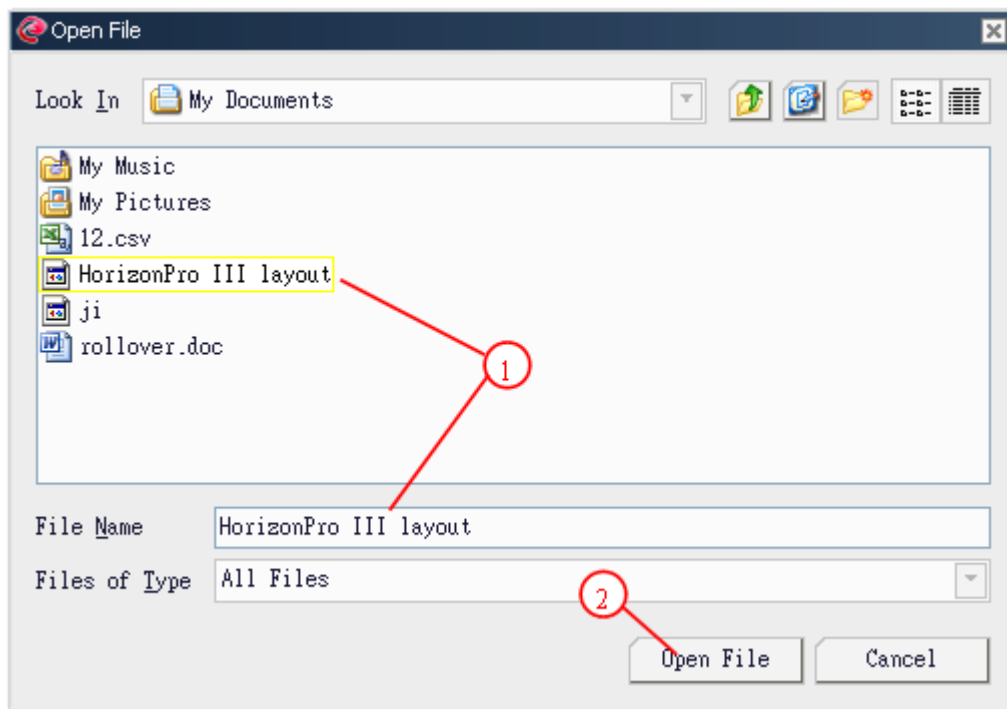 Open File
Look In My Documents
My Music
My Pictures
12.csv
HorizonPro III layout
ji
rollover.doc
1
File Name HorizonPro III layout
Files of Type All Files
2
Open File Cancel